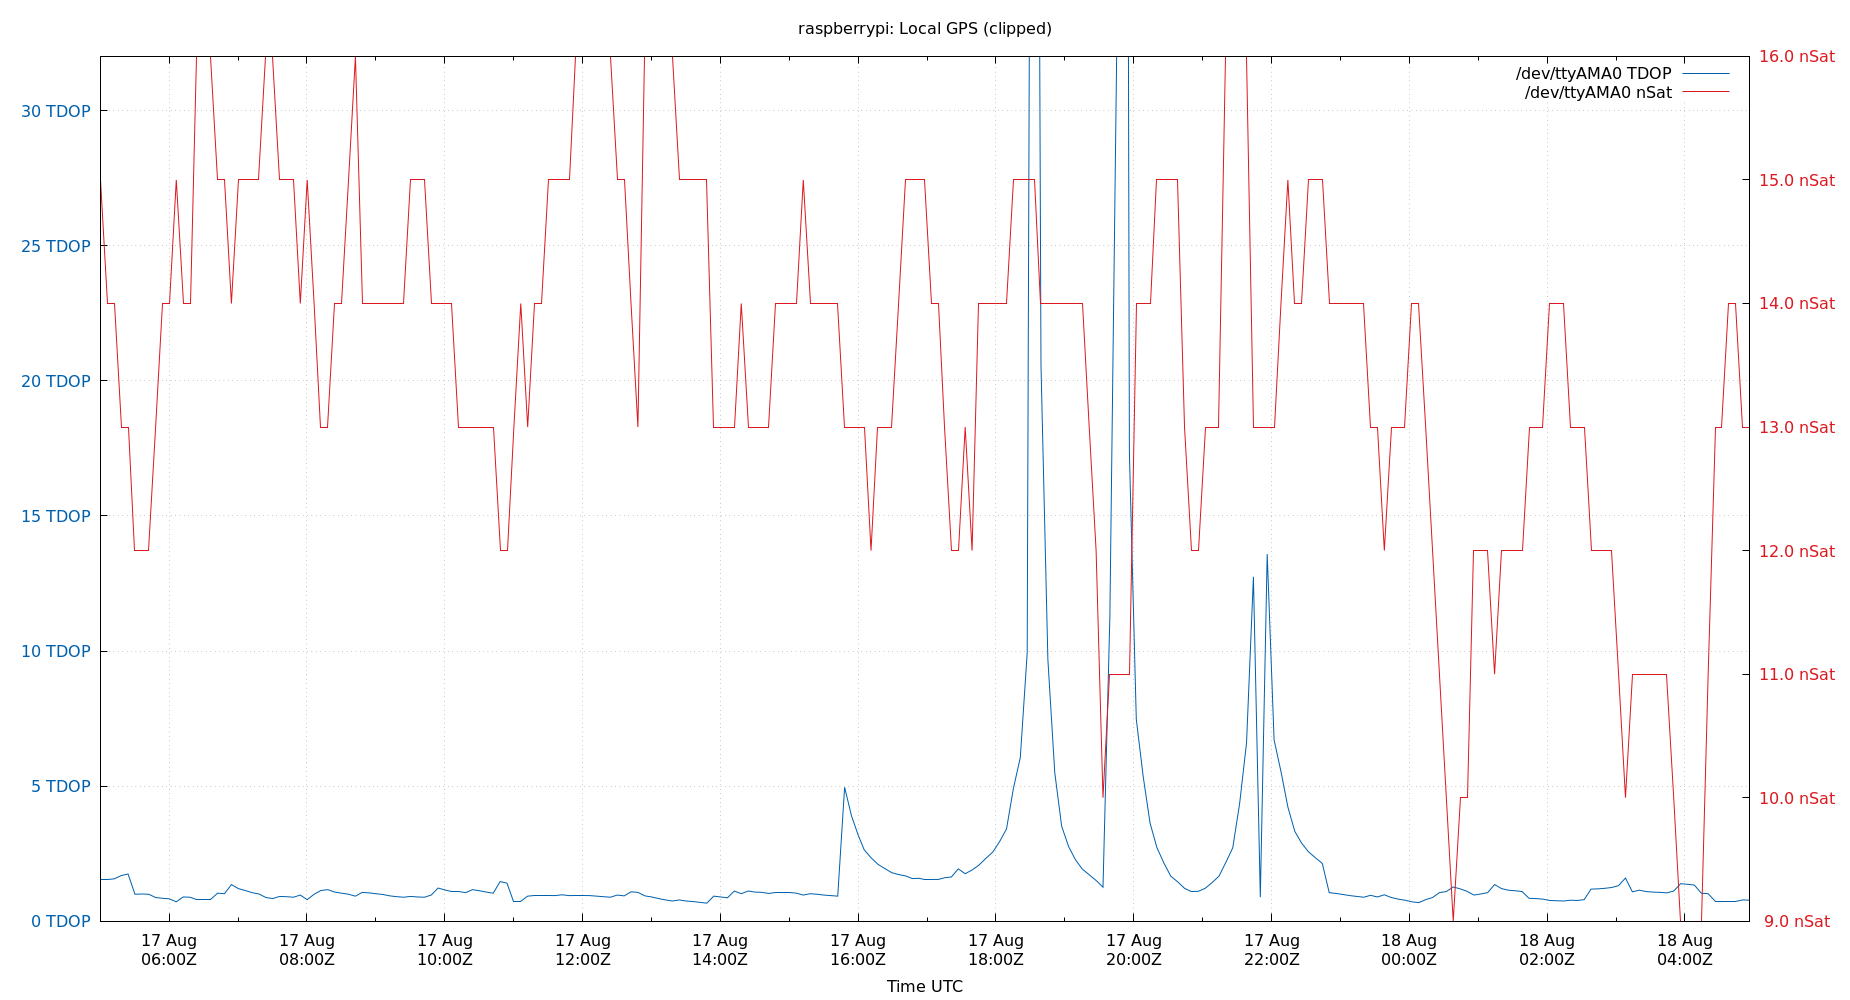 raspberrypi: Local GPS (clipped)
/dev/ttyAMA0 TDOP
/dev/ttyAMA0 nSat
30 TDOP
25 TDOP
20 TDOP
15 TDOP
10 TDOP
5 TDOP
0 TDOP
16.0 nSat
15.0 nSat
14.0 nSat
13.0 nSat
12.0 nSat
11.0 nSat
10.0 nSat
9.0 nSat
17 Aug 17 Aug 17 Aug 17 Aug 17 Aug 17 Aug 17 Aug 17 Aug 17 Aug 18 Aug 18 Aug 18 Aug
06:00Z 08:00Z 10:00Z 12:00Z 14:00Z 16:00Z 18:00Z 20:00Z 22:00Z 00:00Z 02:00Z 04:00Z
Time UTC